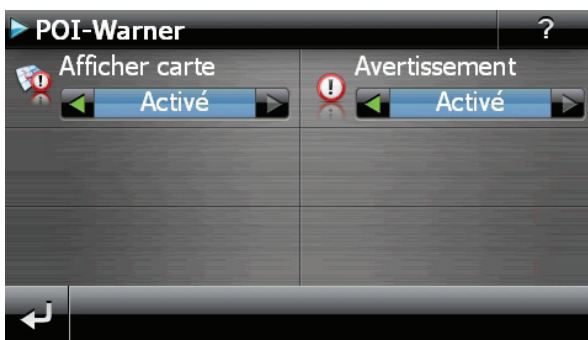 POI-Warner ?
Afficher carte
Activé
Avertissement
Activé